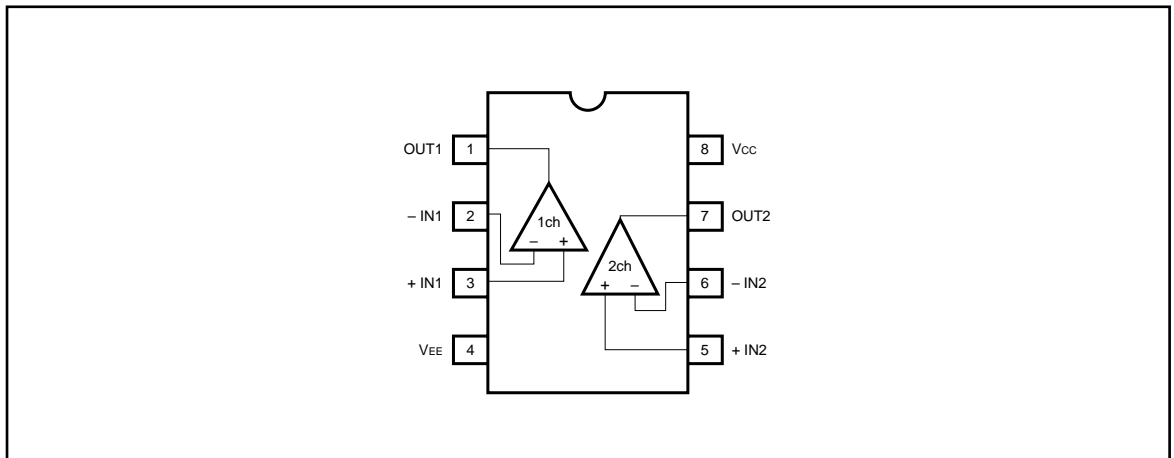 OUT1 1
8 Vcc
– IN1 2
1ch
– +
7 OUT2
+ IN1 3
2ch
+ –
6 – IN2
VEE 4
5 + IN2